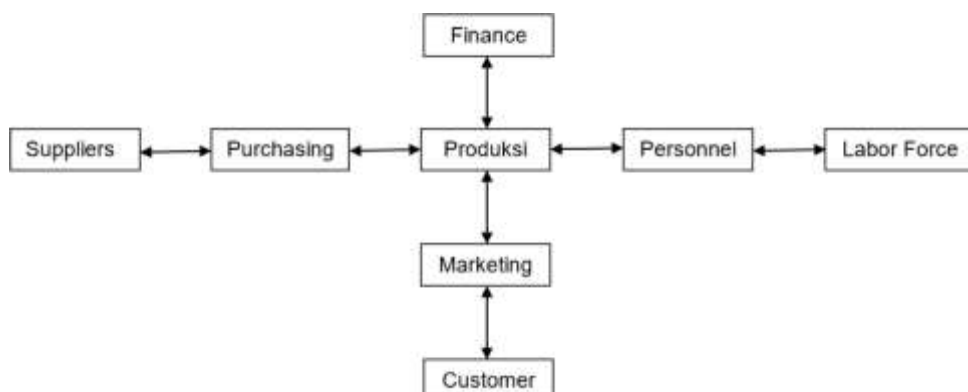 Finance
Suppliers Purchasing Produksi Personnel Labor Force
Marketing
Customer